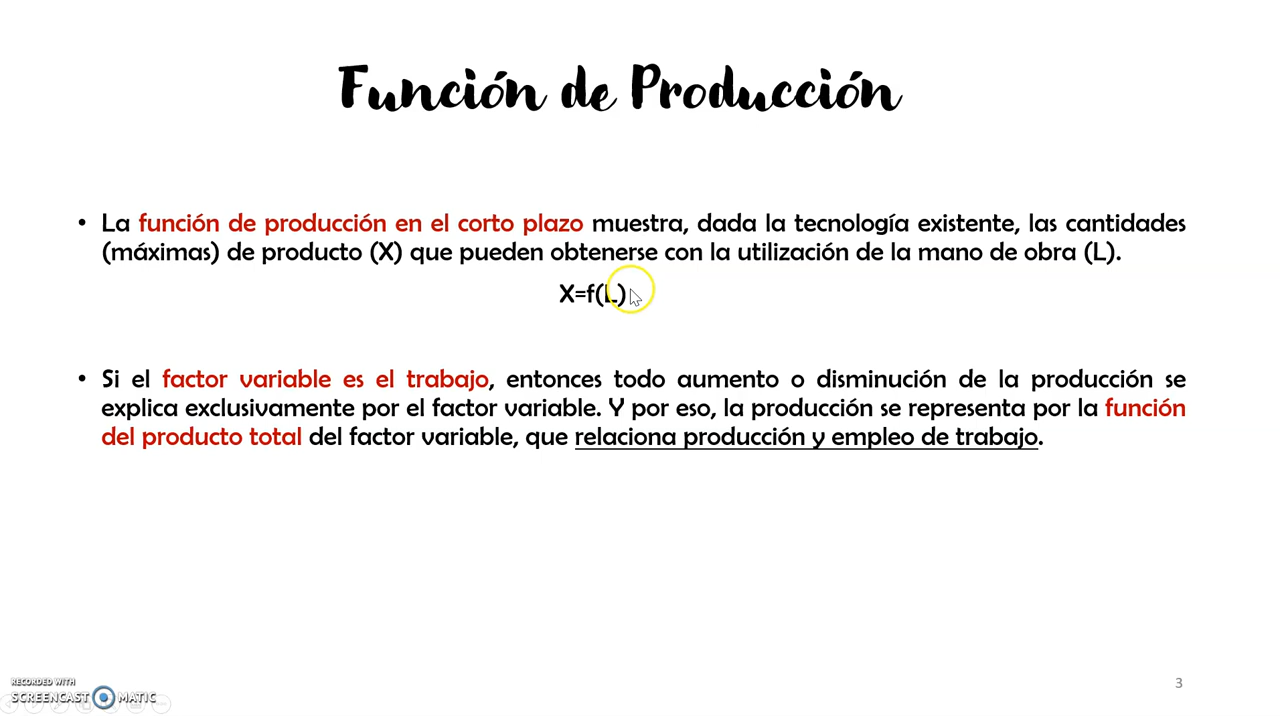 Función de Producción
• La función de producción en el corto plazo muestra, dada la tecnología existente, las cantidades
(máximas) de producto (X) que pueden obtenerse con la utilización de la mano de obra (L).
X=f(L)
• Si el factor variable es el trabajo, entonces todo aumento o disminución de la producción se
explica exclusivamente por el factor variable. Y por eso, la producción se representa por la función
del producto total del factor variable, que relaciona producción y empleo de trabajo.
RECORDED WITH
SCREENCAST MATIC
3